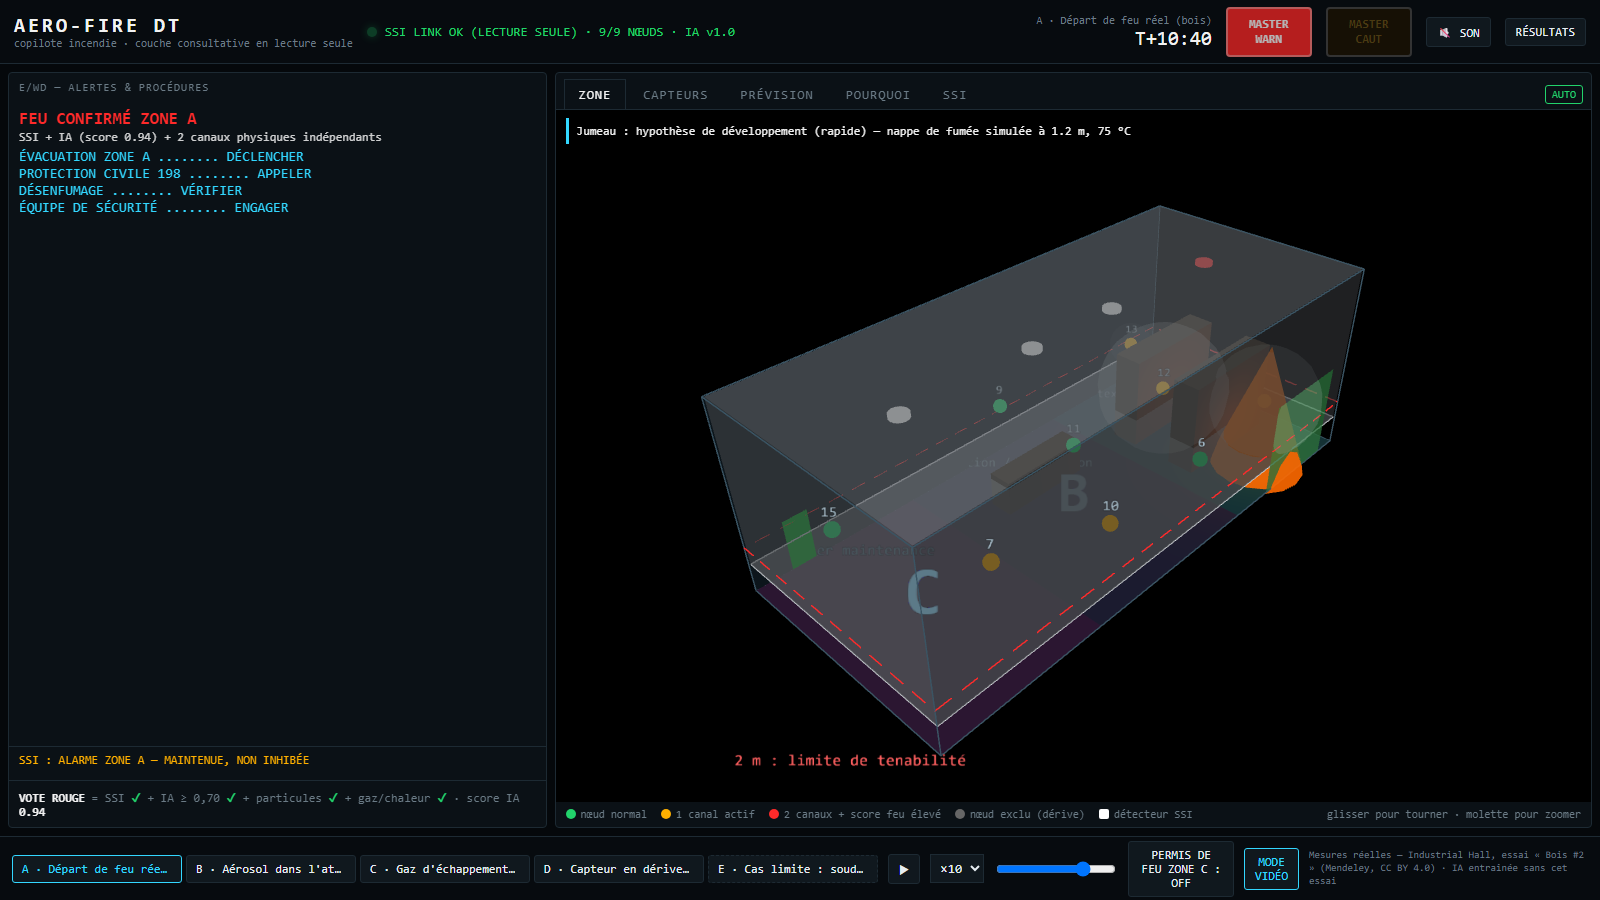 AERO-FIRE DT
copilote incendie · couche consultative en lecture seule
SSI LINK OK (LECTURE SEULE) · 9/9 NŒUDS · IA v1.0
A · Départ de feu réel (bois)
T+10:40
MASTER
WARN
MASTER
CAUT
SON
RÉSULTATS
E/WD — ALERTES & PROCÉDURES
FEU CONFIRMÉ ZONE A
SSI + IA (score 0.94) + 2 canaux physiques indépendants
ÉVACUATION ZONE A ........ DÉCLENCHER
PROTECTION CIVILE 198 ........ APPELER
DÉSENFUMAGE ........ VÉRIFIER
ÉQUIPE DE SÉCURITÉ ........ ENGAGER
SSI : ALARME ZONE A — MAINTENUE, NON INHIBÉE
VOTE ROUGE = SSI ✓ + IA ≥ 0,70 ✓ + particules ✓ + gaz/chaleur ✓ · score IA
0.94
ZONE
CAPTEURS
PRÉVISION
POURQUOI
SSI
AUTO
Jumeau : hypothèse de développement (rapide) — nappe de fumée simulée à 1.2 m, 75 °C
13
12
9
11
6
B
10
15
7
en maintenance
C
2 m : limite de tenabilité
nœud normal
1 canal actif
2 canaux + score feu élevé
nœud exclu (dérive)
détecteur SSI
glisser pour tourner · molette pour zoomer
A · Départ de feu rée…
B · Aérosol dans l'at…
C · Gaz d'échappement…
D · Capteur en dérive…
E · Cas limite : soud…
x10
PERMIS DE
FEU ZONE C :
OFF
MODE
VIDÉO
Mesures réelles — Industrial Hall, essai « Bois #2
» (Mendeley, CC BY 4.0) · IA entraînée sans cet
essai